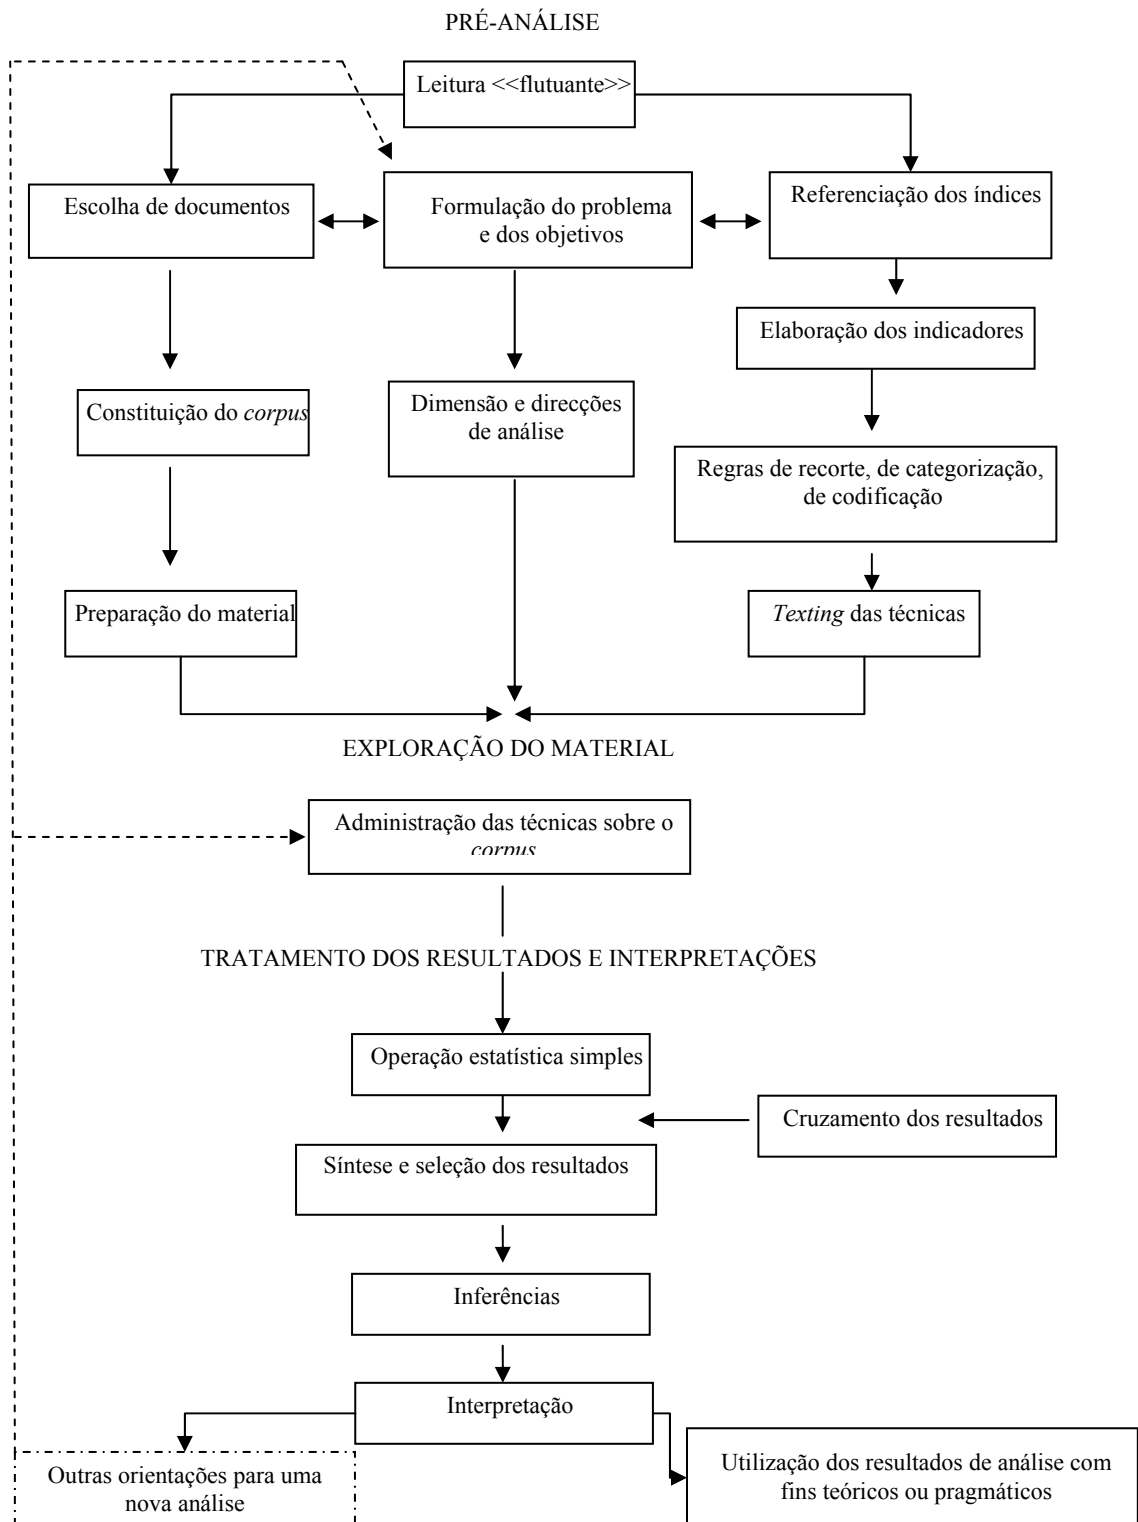 PRÉ-ANÁLISE
Leitura <<flutuante>>
Escolha de documentos
Formulação do problema
e dos objetivos
Referenciação dos índices
Elaboração dos indicadores
Constituição do corpus
Dimensão e direcções
de análise
Regras de recorte, de categorização,
de codificação
Preparação do material
Texting das técnicas
EXPLORAÇÃO DO MATERIAL
Administração das técnicas sobre o
corpus
TRATAMENTO DOS RESULTADOS E INTERPRETAÇÕES
Operação estatística simples
Cruzamento dos resultados
Síntese e seleção dos resultados
Inferências
Interpretação
Outras orientações para uma
nova análise
Utilização dos resultados de análise com
fins teóricos ou pragmáticos